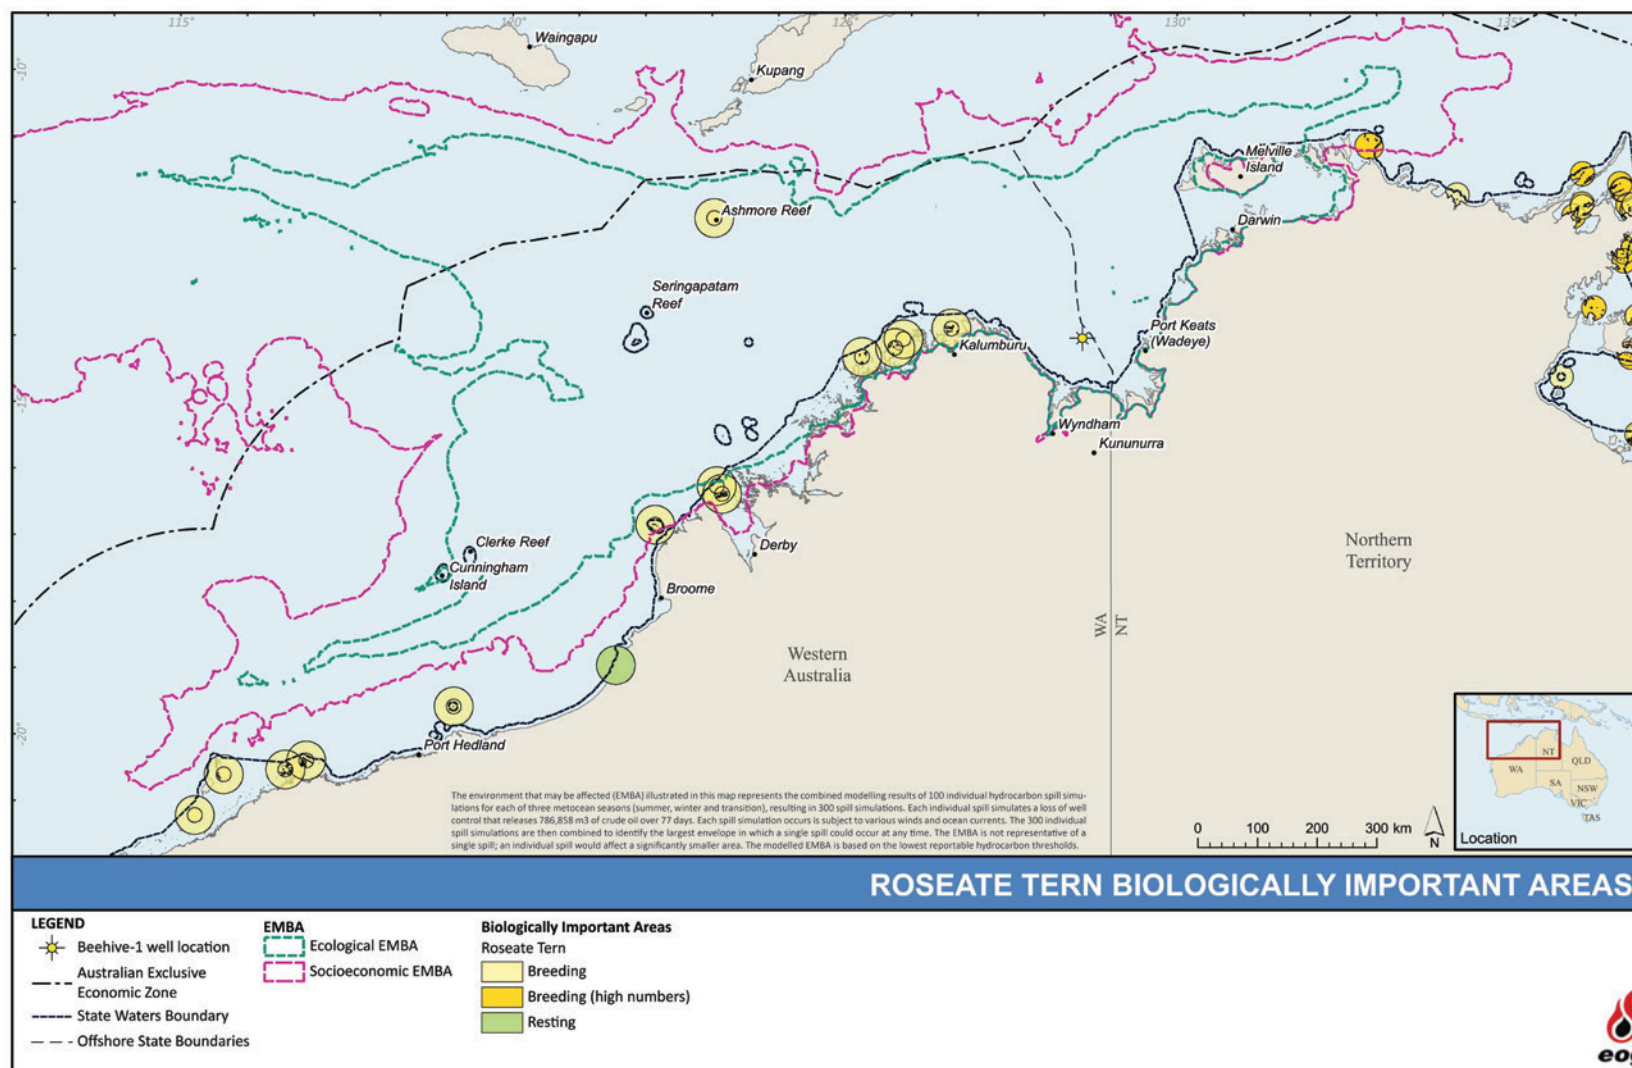 115°
120°
125°
130°
135°
-10°
-15°
-20°
Waingapu
Kupang
Melville
Island
Ashmore Reef
Darwin
Seringapatam
Reef
Port Keats
(Wadeye)
Kalumburu
Wyndham
Kununurra
Clerke Reef
Cunningham
Island
Derby
Northern
Territory
Broome
WA
NT
Western
Australia
Port Hedland
The environment that may be affected (EMBA) illustrated in this map represents the combined modelling results of 100 individual hydrocarbon spill simu-
lations for each of three metocean seasons (summer, winter and transition), resulting in 300 spill simulations. Each individual spill simulates a loss of well
control that releases 786,858 m3 of crude oil over 77 days. Each spill simulation occurs is subject to various winds and ocean currents. The 300 individual
spill simulations are then combined to identify the largest envelope in which a single spill could occur at any time. The EMBA is not representative of a
single spill; an individual spill would affect a significantly smaller area. The modelled EMBA is based on the lowest reportable hydrocarbon thresholds.
0 100 200 300 km
N
WA
NT
QLD
SA
NSW
VIC
TAS
Location
ROSEATE TERN BIOLOGICALLY IMPORTANT AREAS
LEGEND
Beehive-1 well location
Australian Exclusive
Economic Zone
State Waters Boundary
Offshore State Boundaries
EMBA
Ecological EMBA
Socioeconomic EMBA
Biologically Important Areas
Roseate Tern
Breeding
Breeding (high numbers)
Resting